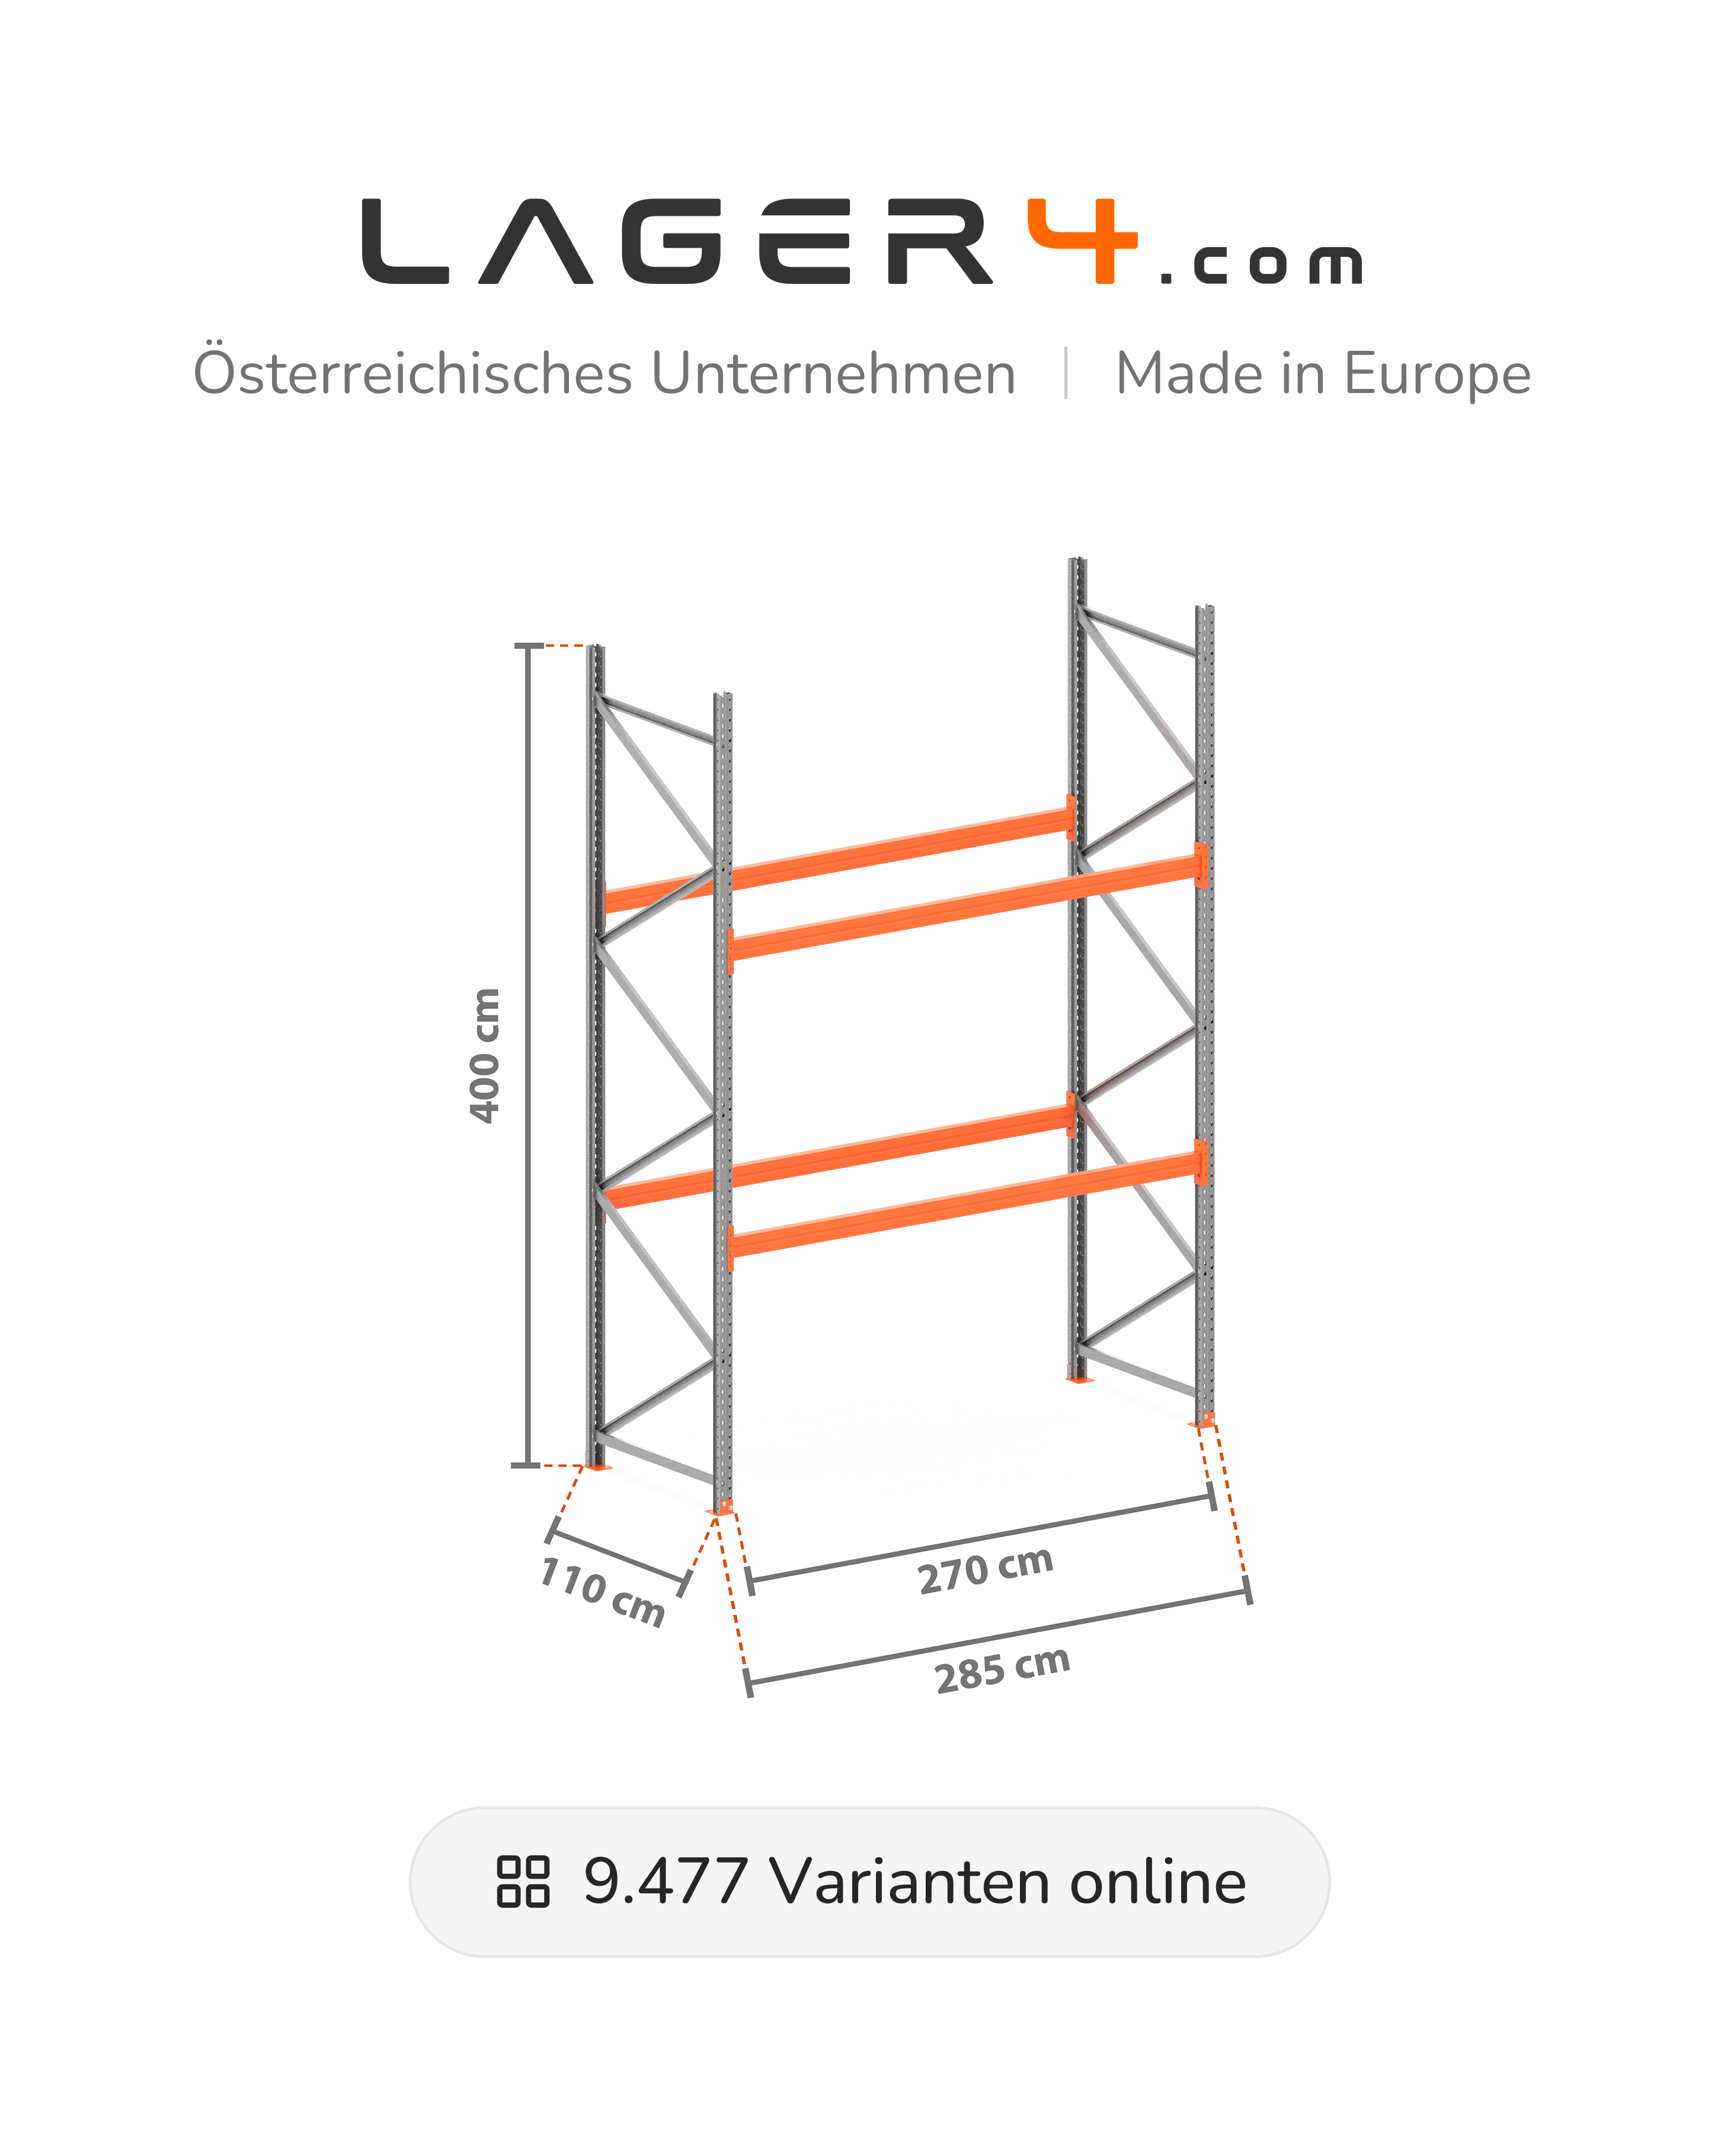 LAGER4.com
Österreichisches Unternehmen | Made in Europe
400 cm
110 cm
270 cm
285 cm
9.477 Varianten online